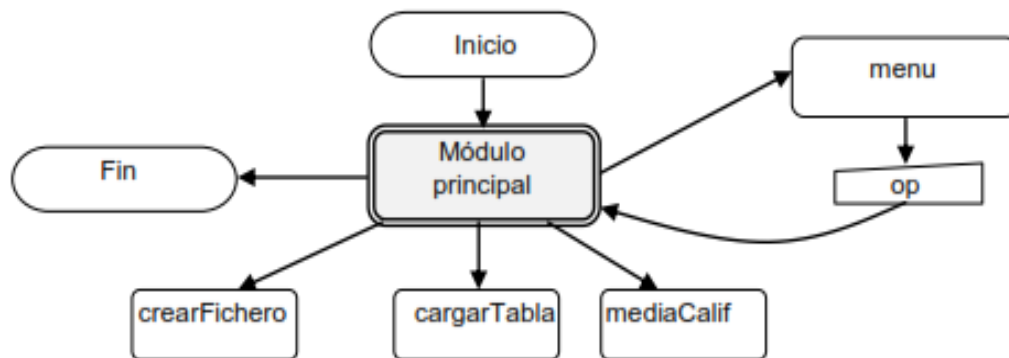 Inicio
menu
Módulo
principal
Fin
op
crearFichero
cargarTabla
mediaCalif